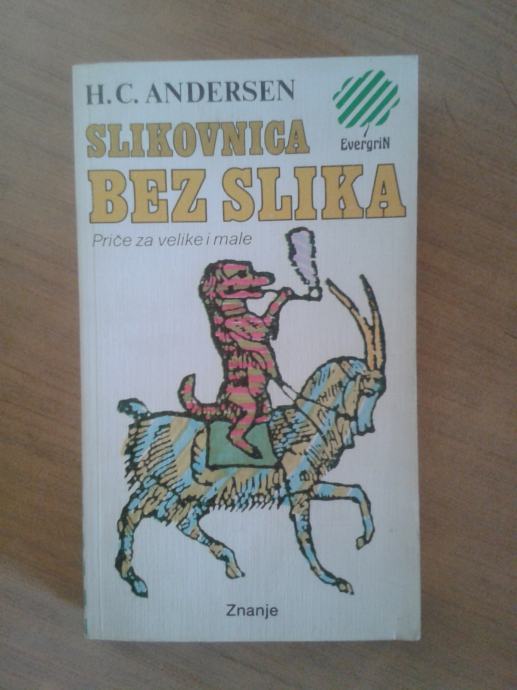 H. C. ANDERSEN
SLIKOVNICA
BEZ SLIKA
EvergriN
Priče za velike i male
Znanje